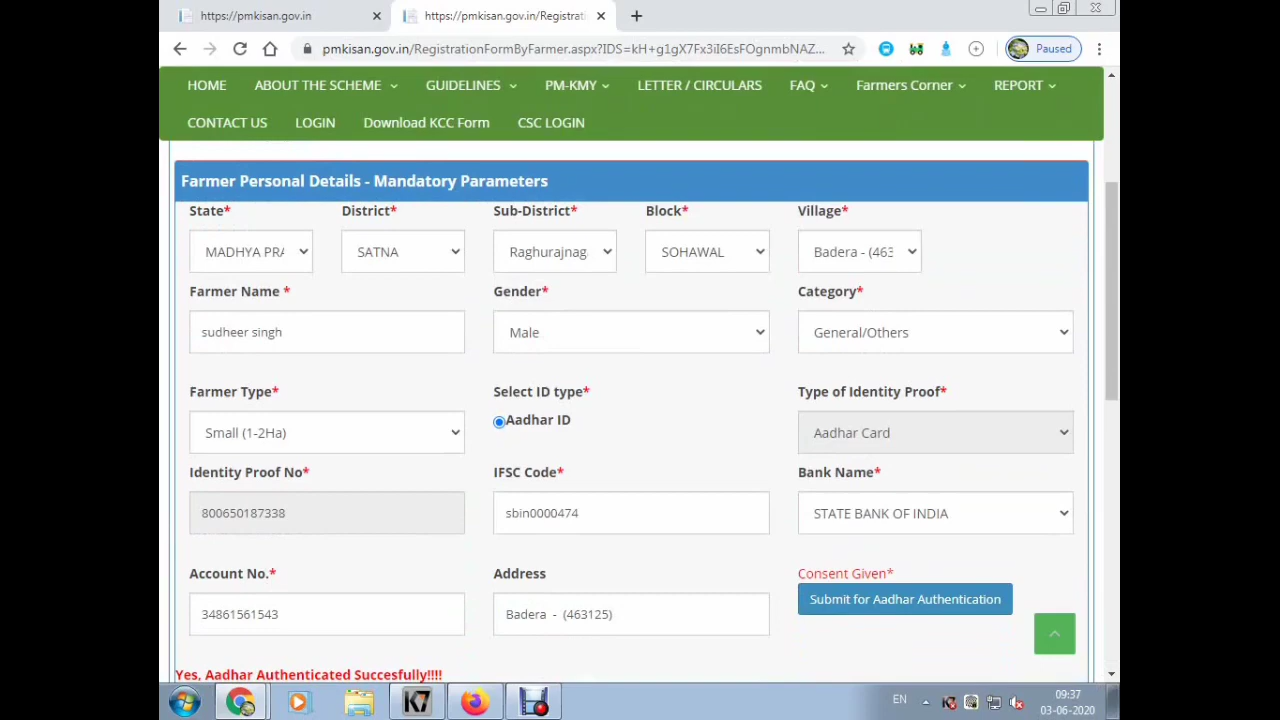 https://pmkisan.gov.in
https://pmkisan.gov.in/Registrati
pmkisan.gov.in/RegistrationFormByFarmer.aspx?IDS=kH+g1gX7Fx3iI6EsFOgnmbNAZ...
Paused
HOME ABOUT THE SCHEME GUIDELINES PM-KMY LETTER / CIRCULARS FAQ Farmers Corner REPORT
CONTACT US LOGIN Download KCC Form CSC LOGIN
Farmer Personal Details - Mandatory Parameters
State* District* Sub-District* Block* Village*
MADHYA PRA SATNA Raghurajnag SOHAWAL Badera - (463
Farmer Name * Gender* Category*
sudheer singh Male General/Others
Farmer Type* Select ID type* Type of Identity Proof*
Small (1-2Ha) Aadhar ID Aadhar Card
Identity Proof No* IFSC Code* Bank Name*
800650187338 sbin0000474 STATE BANK OF INDIA
Account No.* Address Consent Given*
34861561543 Badera - (463125) Submit for Aadhar Authentication
Yes, Aadhar Authenticated Succesfully!!!!
K7 EN 09:37
03-06-2020